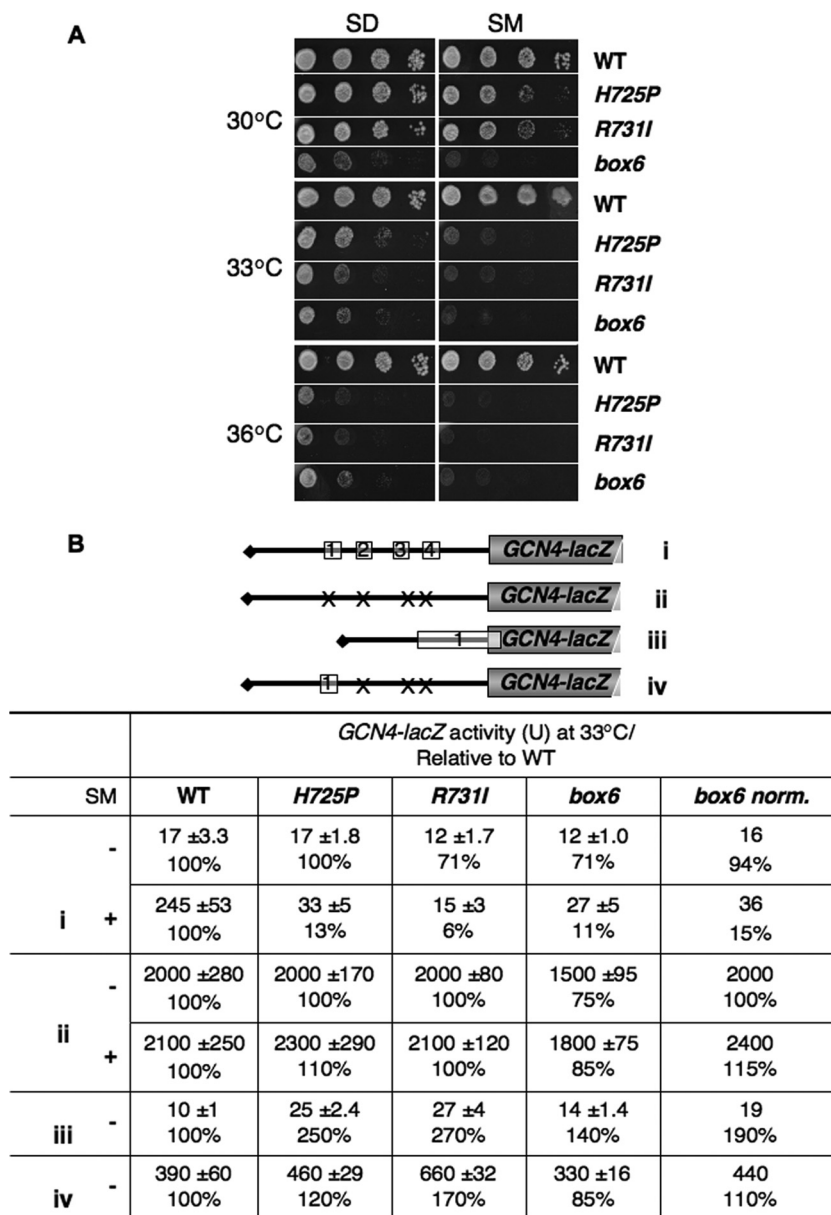 A
SD SM
30°C
WT
H725P
R731I
box6
33°C
WT
H725P
R731I
box6
36°C
WT
H725P
R731I
box6
B
1 2 3 4 GCN4-lacZ i
X X X X GCN4-lacZ ii
1 GCN4-lacZ iii
1 X X X GCN4-lacZ iv
GCN4-lacZ activity (U) at 33°C/
Relative to WT
SM WT H725P R731I box6 box6 norm.
i
- 17 ±3.3 17 ±1.8 12 ±1.7 12 ±1.0 16
100% 100% 71% 71% 94%
+ 245 ±53 33 ±5 15 ±3 27 ±5 36
100% 13% 6% 11% 15%
ii
- 2000 ±280 2000 ±170 2000 ±80 1500 ±95 2000
100% 100% 100% 75% 100%
+ 2100 ±250 2300 ±290 2100 ±120 1800 ±75 2400
100% 110% 100% 85% 115%
iii - 10 ±1 25 ±2.4 27 ±4 14 ±1.4 19
100% 250% 270% 140% 190%
iv - 390 ±60 460 ±29 660 ±32 330 ±16 440
100% 120% 170% 85% 110%